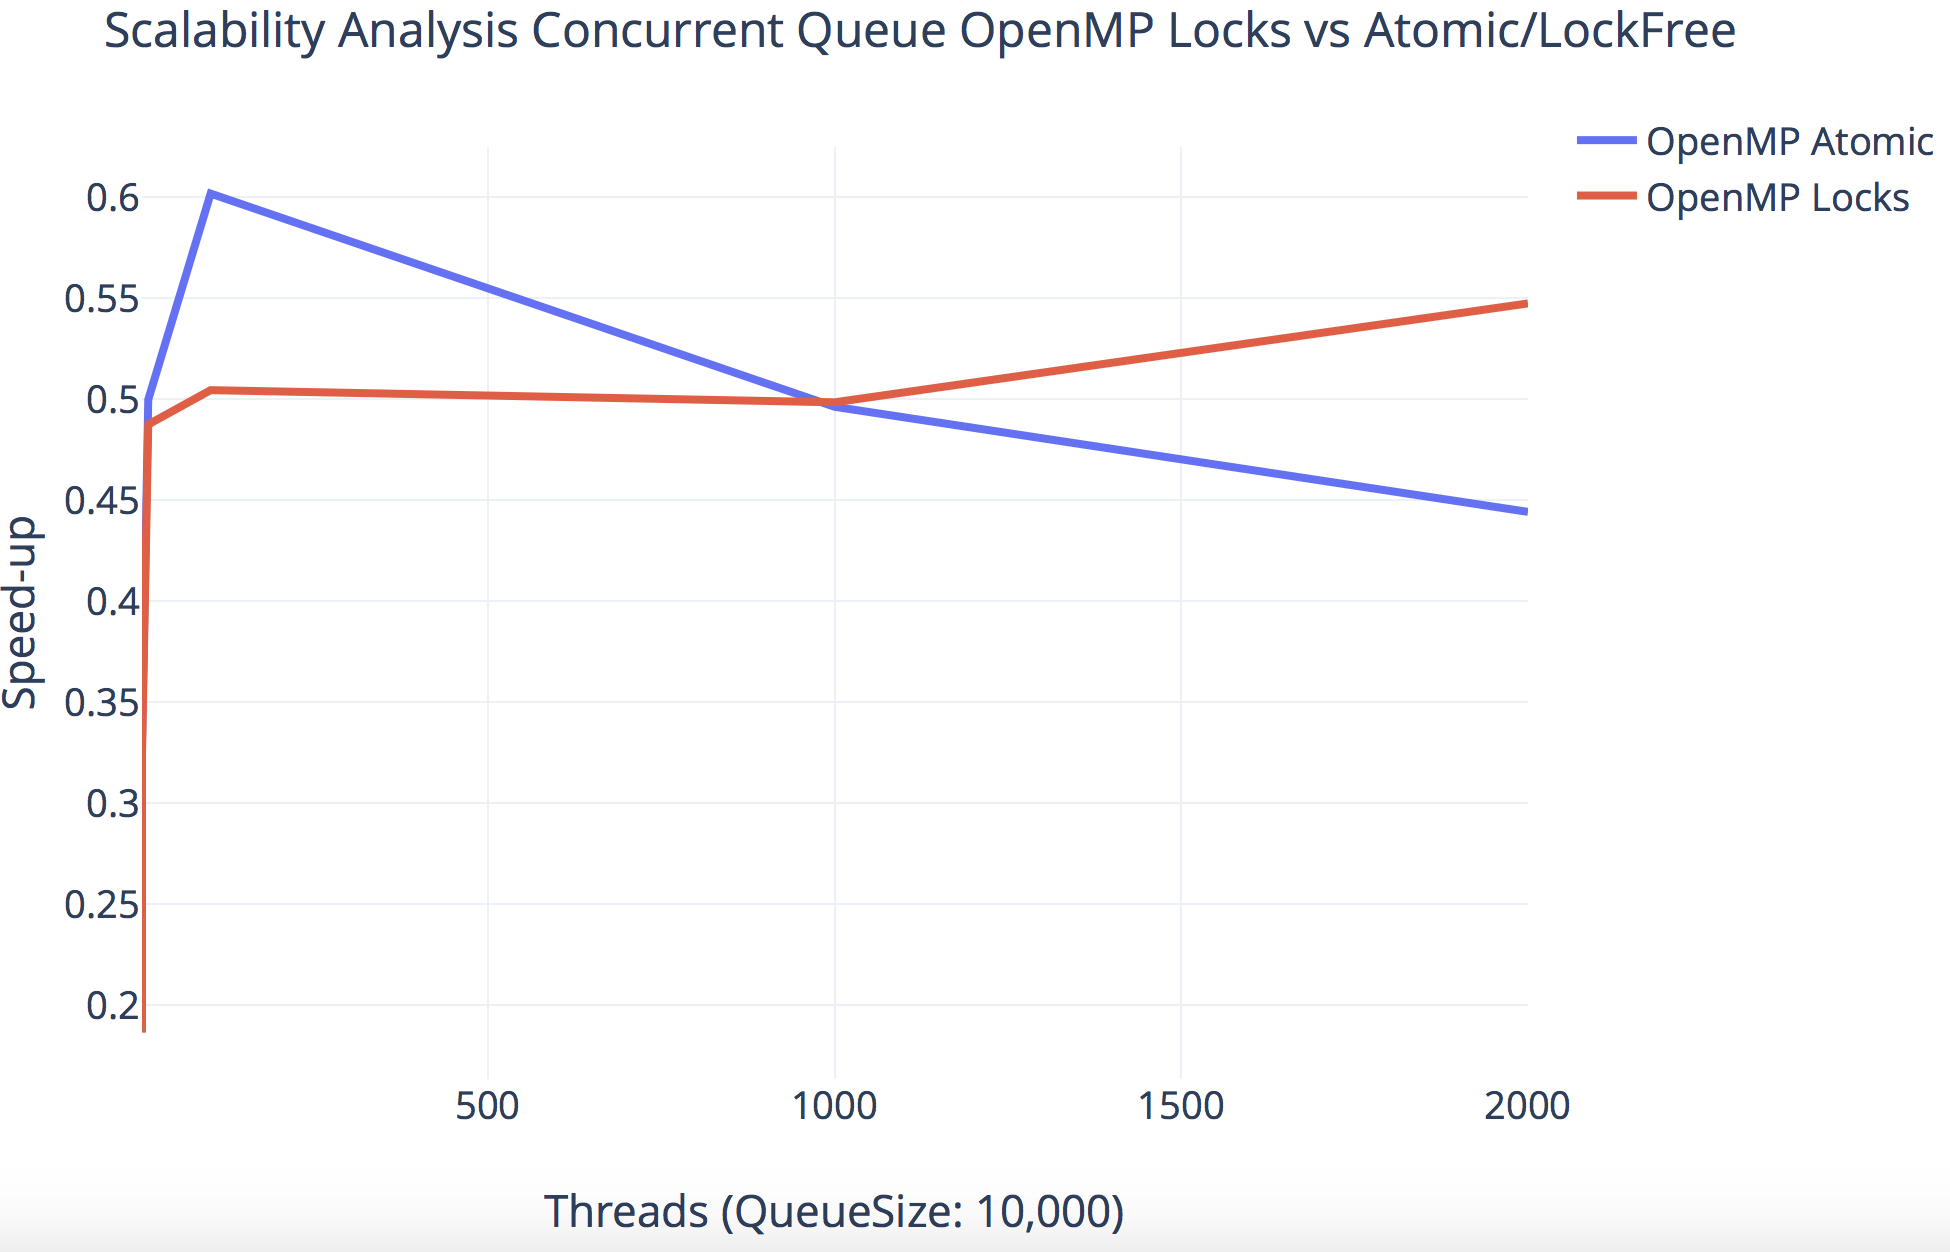 Scalability Analysis Concurrent Queue OpenMP Locks vs Atomic/LockFree
OpenMP Atomic
OpenMP Locks
0.6
0.55
0.5
0.45
0.4
0.35
0.3
0.25
0.2
Speed-up
500
1000
1500
2000
Threads (QueueSize: 10,000)